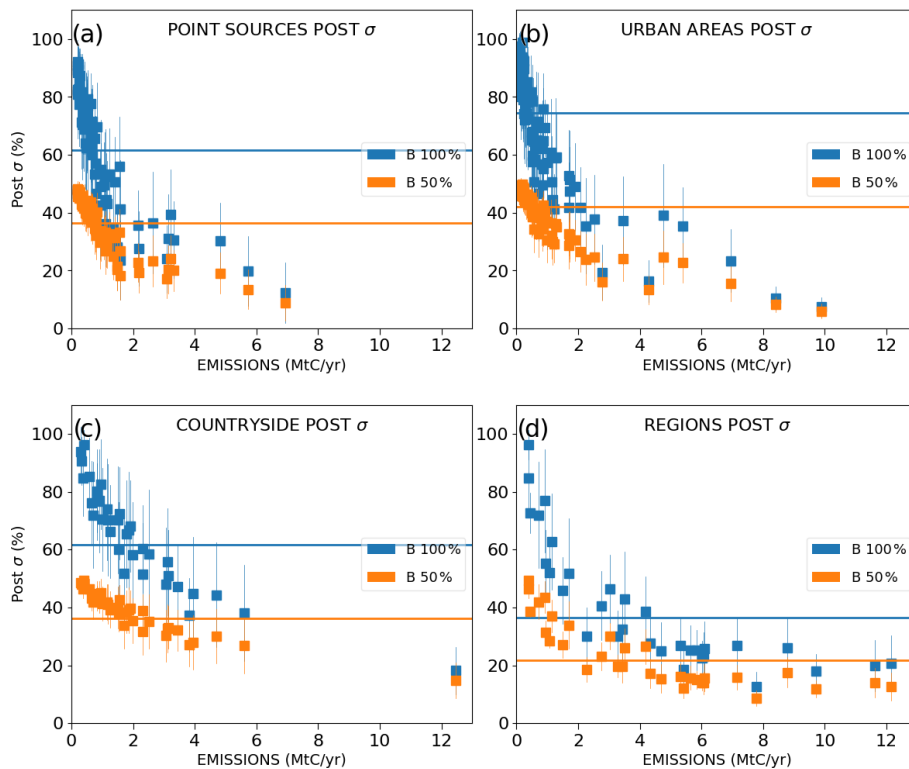 (a) POINT SOURCES POST σ
100
80
60
40
20
0
Post σ (%)
B 100%
B 50%
0 2 4 6 8 10 12
EMISSIONS (MtC/yr)
(b) URBAN AREAS POST σ
100
80
60
40
20
0
B 100%
B 50%
0 2 4 6 8 10 12
EMISSIONS (MtC/yr)
(c) COUNTRYSIDE POST σ
100
80
60
40
20
0
Post σ (%)
B 100%
B 50%
0 2 4 6 8 10 12
EMISSIONS (MtC/yr)
(d) REGIONS POST σ
100
80
60
40
20
0
B 100%
B 50%
0 2 4 6 8 10 12
EMISSIONS (MtC/yr)